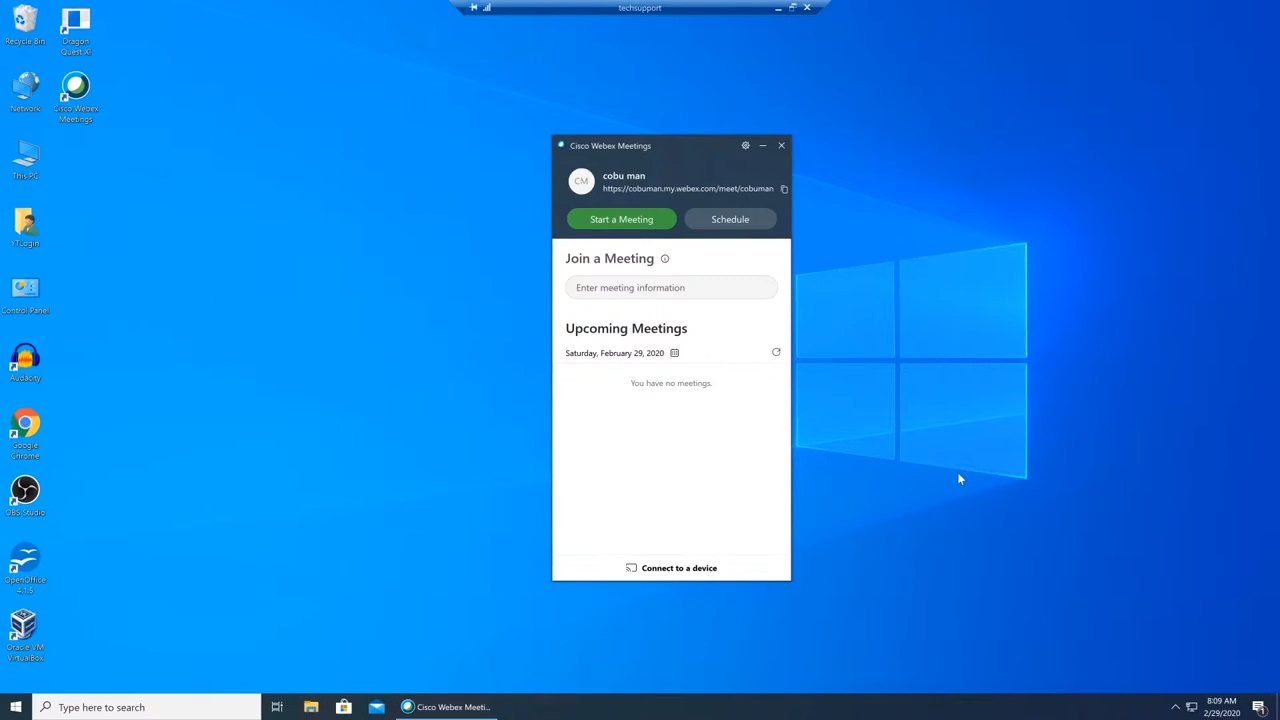 techsupport
Recycle Bin
Dragon
Quest XI
Network
Cisco Webex
Meetings
This PC
YTLogin
Control Panel
Audacity
Google
Chrome
OBS Studio
OpenOffice
4.1.5
Oracle VM
VirtualBox
Cisco Webex Meetings
CM
cobu man
https://cobuman.my.webex.com/meet/cobuman
Start a Meeting
Schedule
Join a Meeting
Enter meeting information
Upcoming Meetings
Saturday, February 29, 2020
You have no meetings.
Connect to a device
Type here to search
Cisco Webex Meeti...
8:09 AM
2/29/2020
1